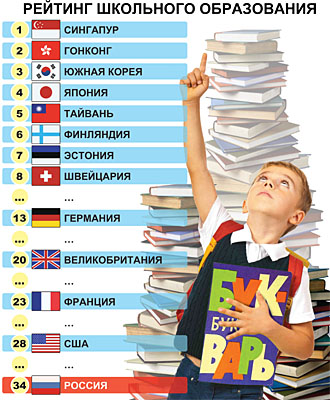 РЕЙТИНГ ШКОЛЬНОГО ОБРАЗОВАНИЯ
1 СИНГАПУР
2 ГОНКОНГ
3 ЮЖНАЯ КОРЕЯ
4 ЯПОНИЯ
5 ТАЙВАНЬ
6 ФИНЛЯНДИЯ
7 ЭСТОНИЯ
8 ШВЕЙЦАРИЯ
... ...
13 ГЕРМАНИЯ
... ...
20 ВЕЛИКОБРИТАНИЯ
... ...
23 ФРАНЦИЯ
... ...
28 США
... ...
34 РОССИЯ
БУК
БУК
ВАРЬ